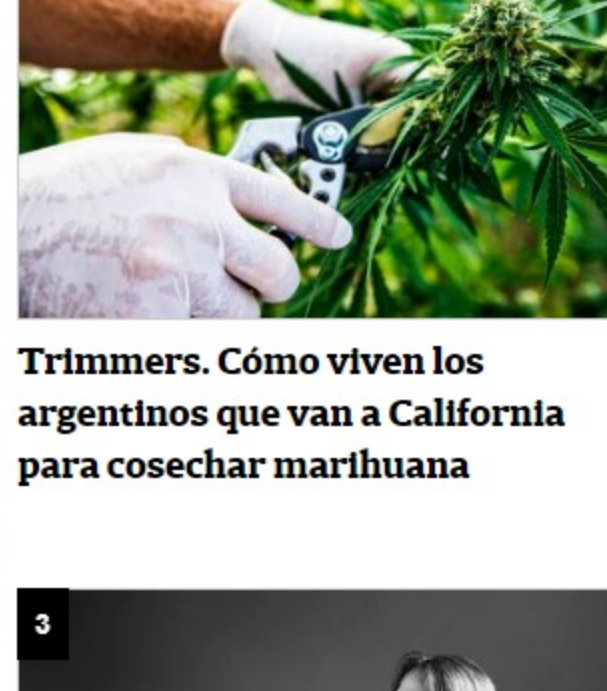 Trimmers. Cómo viven los
argentinos que van a California
para cosechar marihuana
3